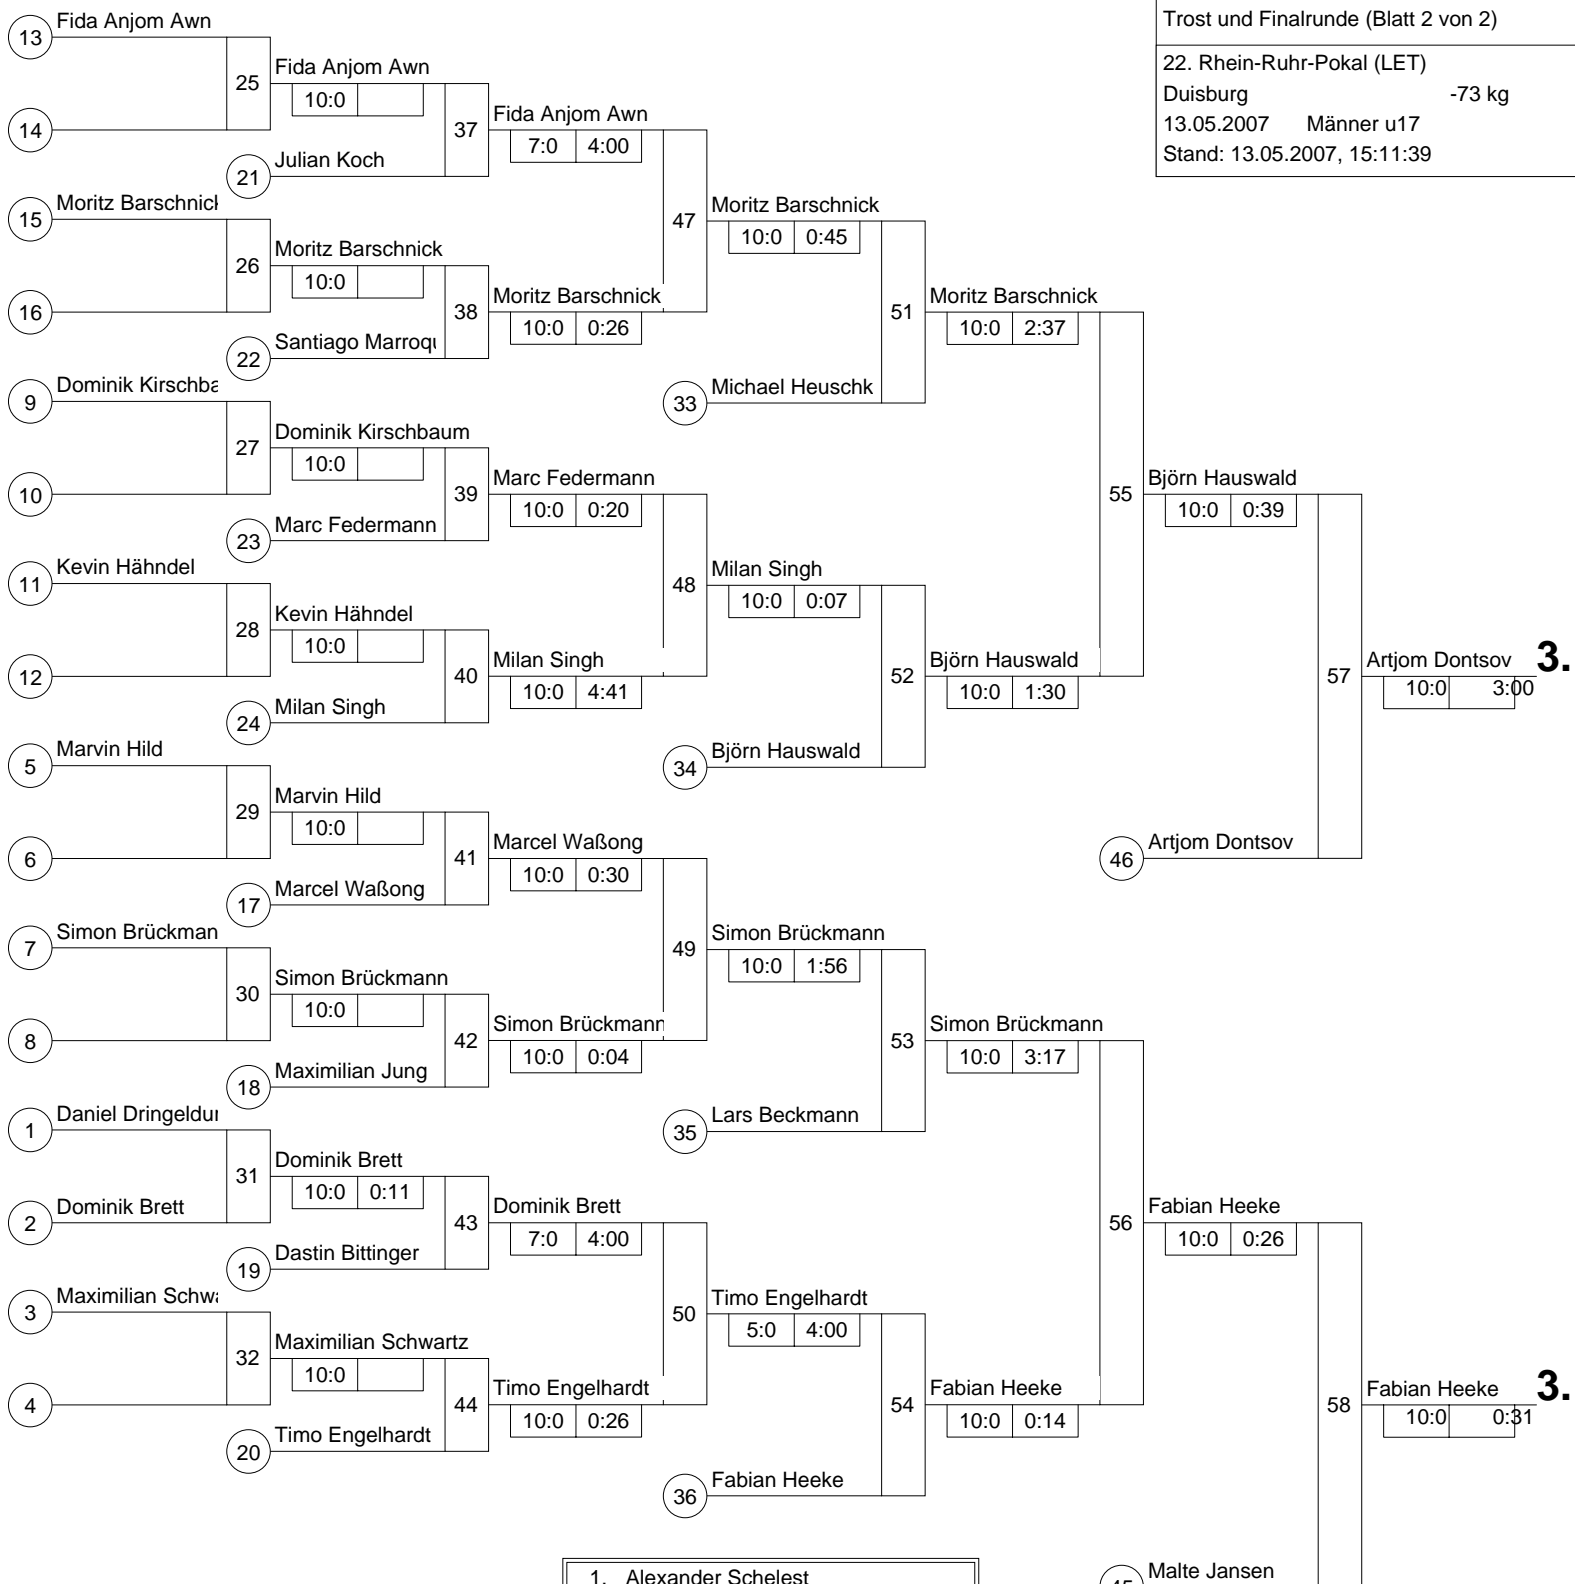 Trost und Finalrunde (Blatt 2 von 2)
22. Rhein-Ruhr-Pokal (LET)
Duisburg -73 kg
13.05.2007 Männer u17
Stand: 13.05.2007, 15:11:39
13 Fida Anjom Awn
25
Fida Anjom Awn
10:0
14
37
Fida Anjom Awn
7:0 4:00
21 Julian Koch
15 Moritz Barschnick
47
Moritz Barschnick
10:0 0:45
26
Moritz Barschnick
10:0
16
38
Moritz Barschnick
10:0 0:26
51
Moritz Barschnick
10:0 2:37
22 Santiago
9 Dominik
33 Michael Heuschk
27
Dominik Kirschbaum
10:0
10
39
Marc Federmann
10:0 0:20
55
Björn Hauswald
10:0 0:39
23 Marc Federmann
11 Kevin Hähndel
48
Milan Singh
10:0 0:07
28
Kevin Hähndel
10:0
12
40
Milan Singh
10:0 4:41
52
Björn Hauswald
10:0 1:30
57
Artjom Dontsov 3.
10:0 3:00
24 Milan Singh
5 Marvin Hild
34 Björn Hauswald
29
Marvin Hild
10:0
6
41
Marcel Waßong
10:0 0:30
46 Artjom Dontsov
17 Marcel Waßong
7 Simon Brückman
49
Simon Brückmann
10:0 1:56
30
Simon Brückmann
10:0
8
42
Simon Brückmann
10:0 0:04
53
Simon Brückmann
10:0 3:17
18 Maximilian Jung
1 Daniel
35 Lars Beckmann
31
Dominik Brett
10:0 0:11
2 Dominik Brett
43
Dominik Brett
7:0 4:00
56
Fabian Heeke
10:0 0:26
19 Dastin Bittinger
3 Maximilian
50
Timo Engelhardt
5:0 4:00
32
Maximilian Schwartz
10:0
4
44
Timo Engelhardt
10:0 0:26
54
Fabian Heeke
10:0 0:14
58
Fabian Heeke 3.
10:0 0:31
20 Timo Engelhardt
36 Fabian Heeke
1. Alexander Schelest
45 Malte Jansen